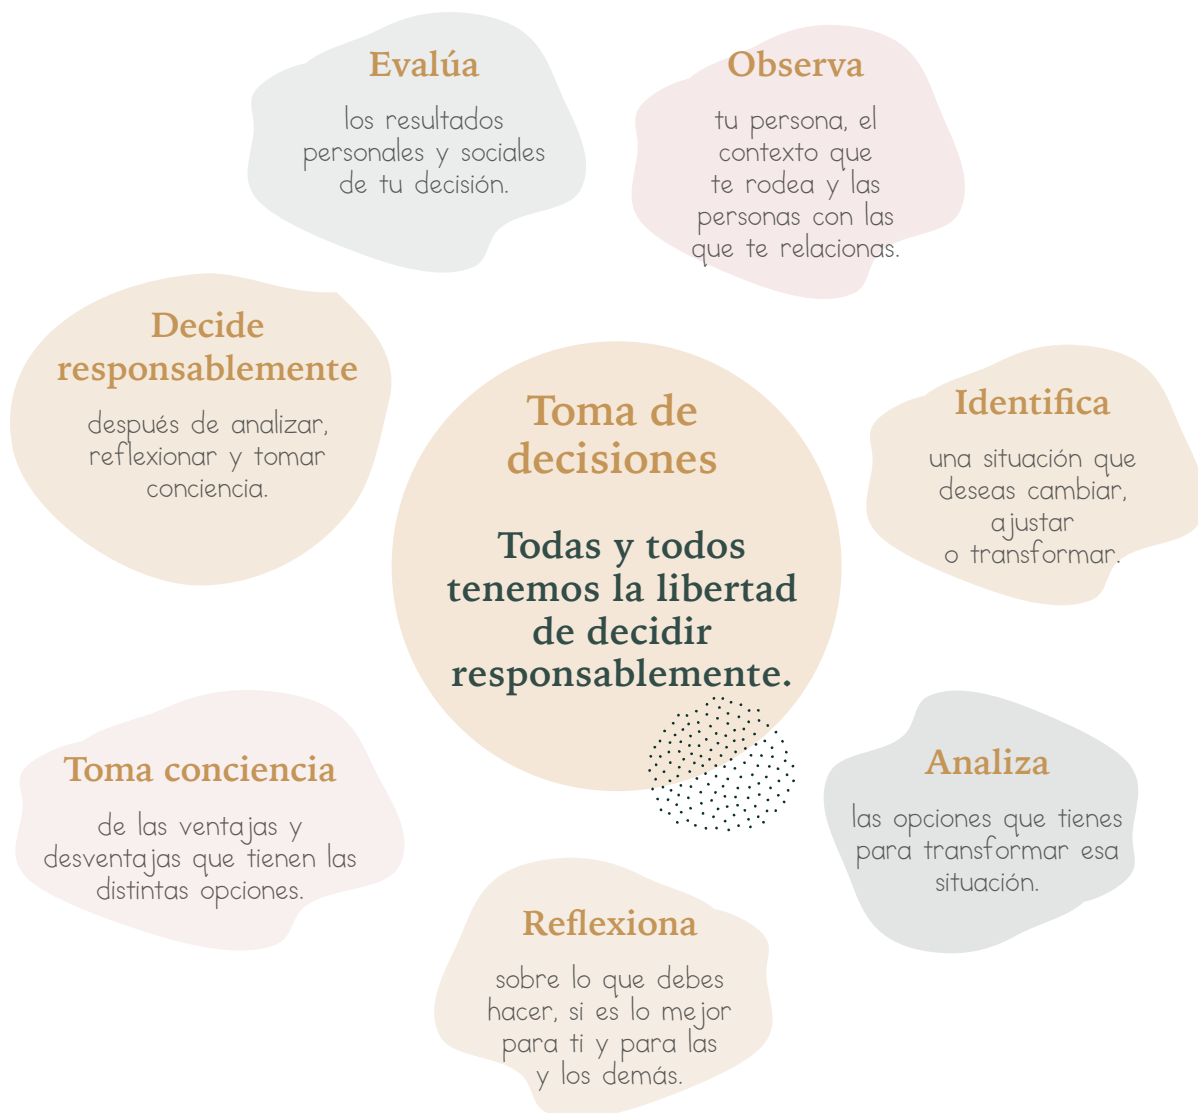 Toma de
decisiones
Todas y todos
tenemos la libertad
de decidir
responsablemente.
Observa
tu persona, el
contexto que
te rodea y las
personas con las
que te relacionas.
Identifica
una situación que
deseas cambiar,
ajustar
o transformar.
Analiza
las opciones que tienes
para transformar esa
situación.
Reflexiona
sobre lo que debes
hacer, si es lo mejor
para ti y para las
y los demás.
Toma conciencia
de las ventajas y
desventajas que tienen las
distintas opciones.
Decide
responsablemente
después de analizar,
reflexionar y tomar
conciencia.
Evalúa
los resultados
personales y sociales
de tu decisión.